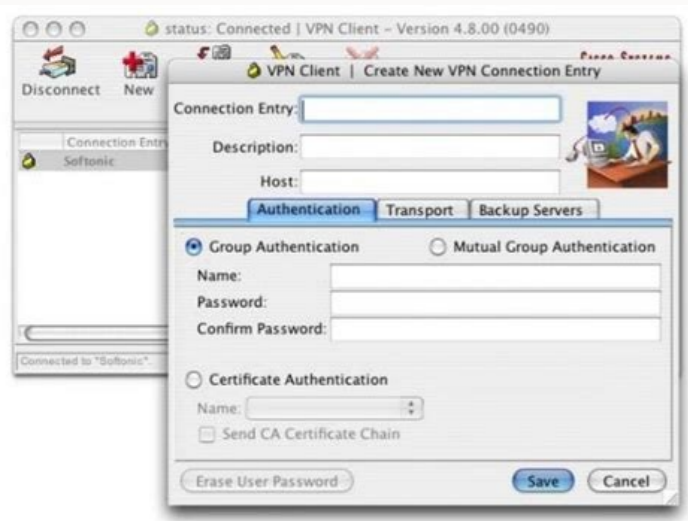 status: Connected | VPN Client – Version 4.8.00 (0490)
Disconnect
New
Cisco Systems
Connection Entry
Softonic
Connected to "Softonic".
VPN Client | Create New VPN Connection Entry
Connection Entry:
Description:
Host:
Authentication
Transport
Backup Servers
Group Authentication
Mutual Group Authentication
Name:
Password:
Confirm Password:
Certificate Authentication
Name:
Send CA Certificate Chain
Erase User Password
Save
Cancel